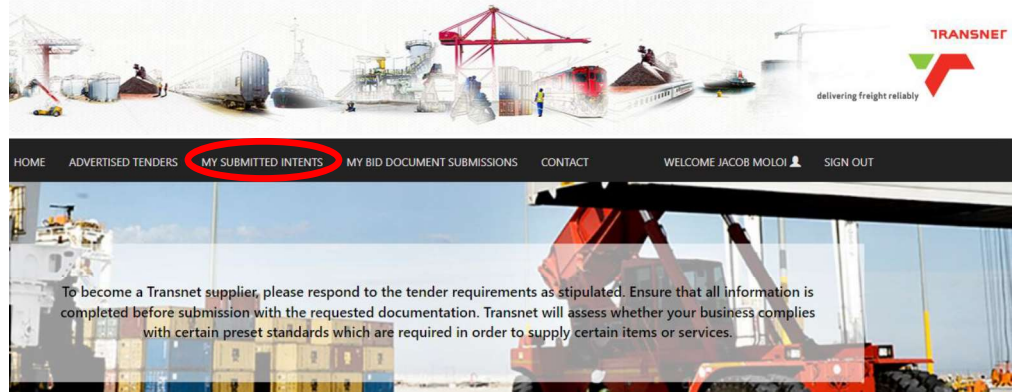 TRANSNET
delivering freight reliably
HOME ADVERTISED TENDERS MY SUBMITTED INTENTS MY BID DOCUMENT SUBMISSIONS CONTACT WELCOME JACOB MOLOI SIGN OUT
To become a Transnet supplier, please respond to the tender requirements as stipulated. Ensure that all information is
completed before submission with the requested documentation. Transnet will assess whether your business complies
with certain preset standards which are required in order to supply certain items or services.